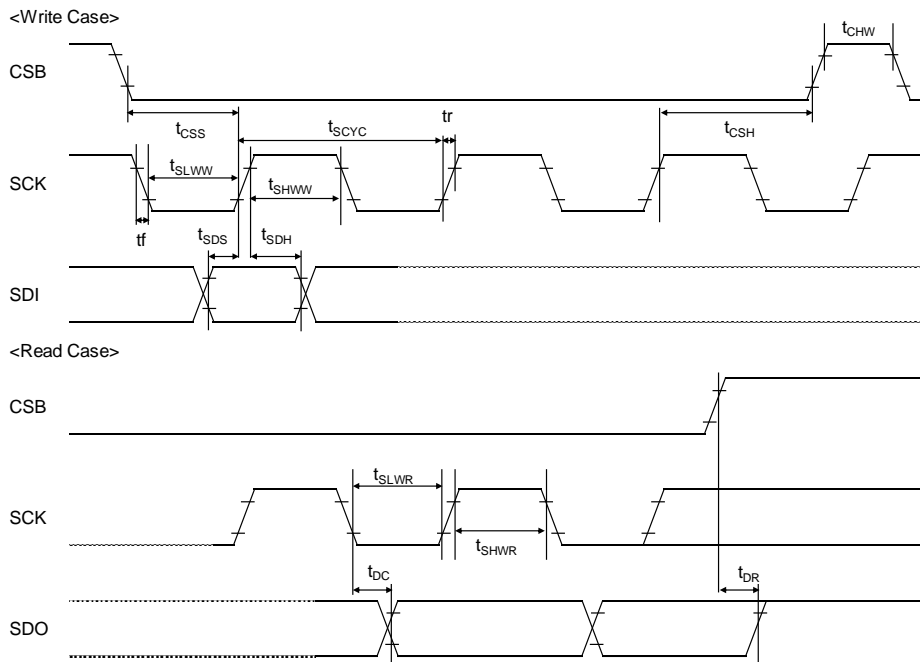 <Write Case>
CSB
tCHW
tCSS
tSCYC
tr
tCSH
SCK
tSLWW
tSHWW
tf
tSDS
tSDH
SDI
<Read Case>
CSB
SCK
tSLWR
tSHWR
tDC
tDR
SDO